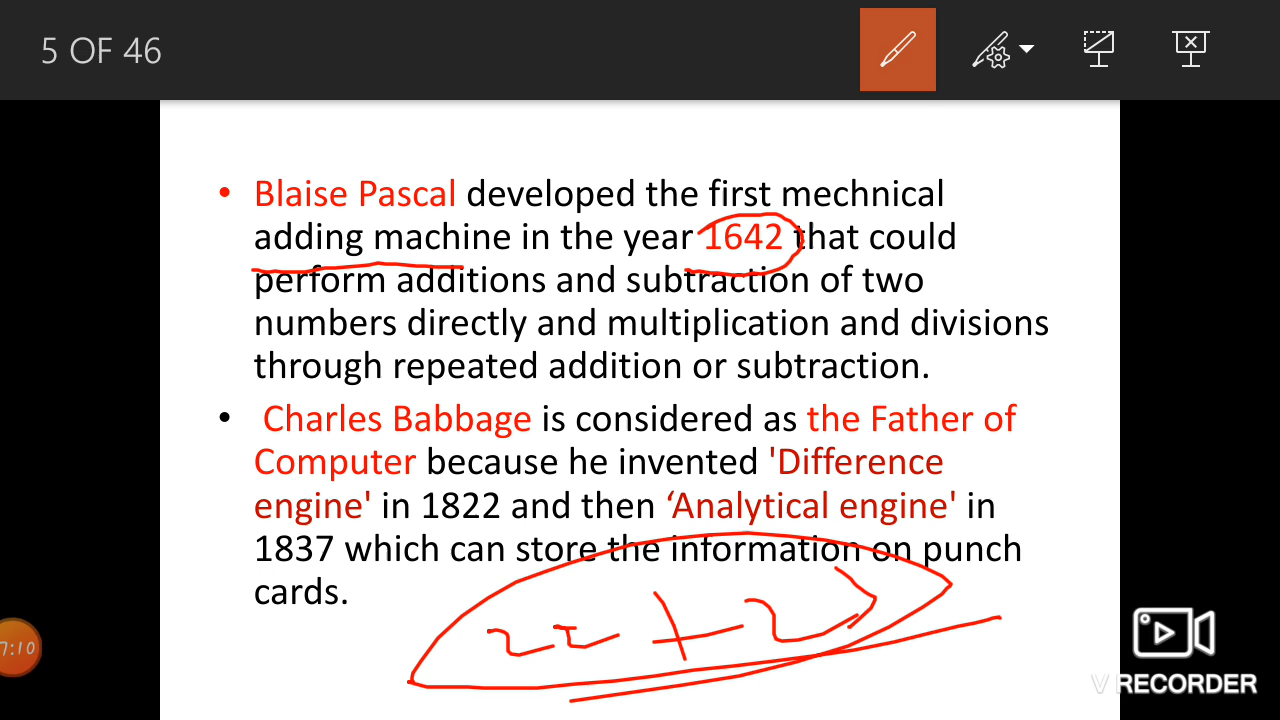 5 OF 46
• Blaise Pascal developed the first mechnical
adding machine in the year 1642 that could
perform additions and subtraction of two
numbers directly and multiplication and divisions
through repeated addition or subtraction.
• Charles Babbage is considered as the Father of
Computer because he invented 'Difference
engine' in 1822 and then ‘Analytical engine' in
1837 which can store the information on punch
cards.
7:10
V RECORDER